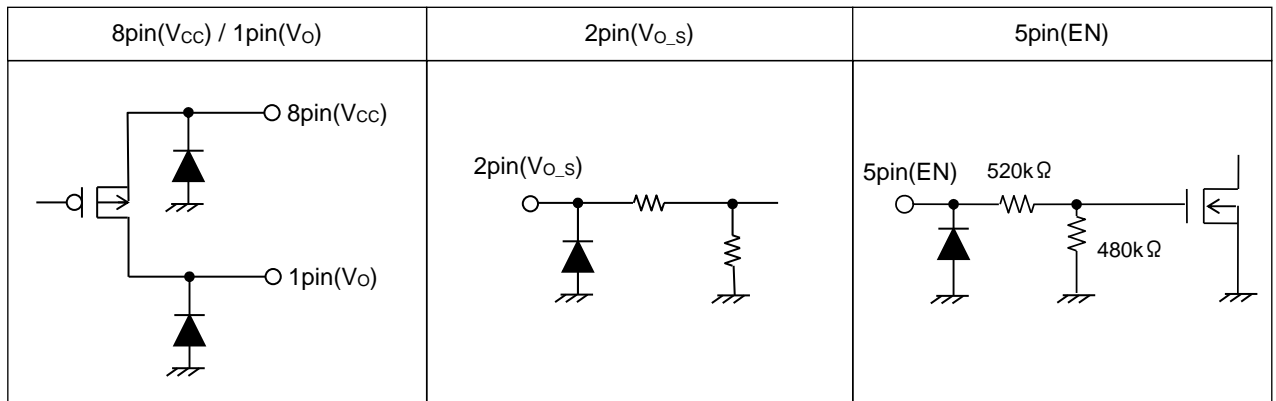 8pin(VCC) / 1pin(VO)
2pin(VO_S)
5pin(EN)
8pin(VCC)
1pin(VO)
2pin(VO_S)
5pin(EN)
520kΩ
480kΩ